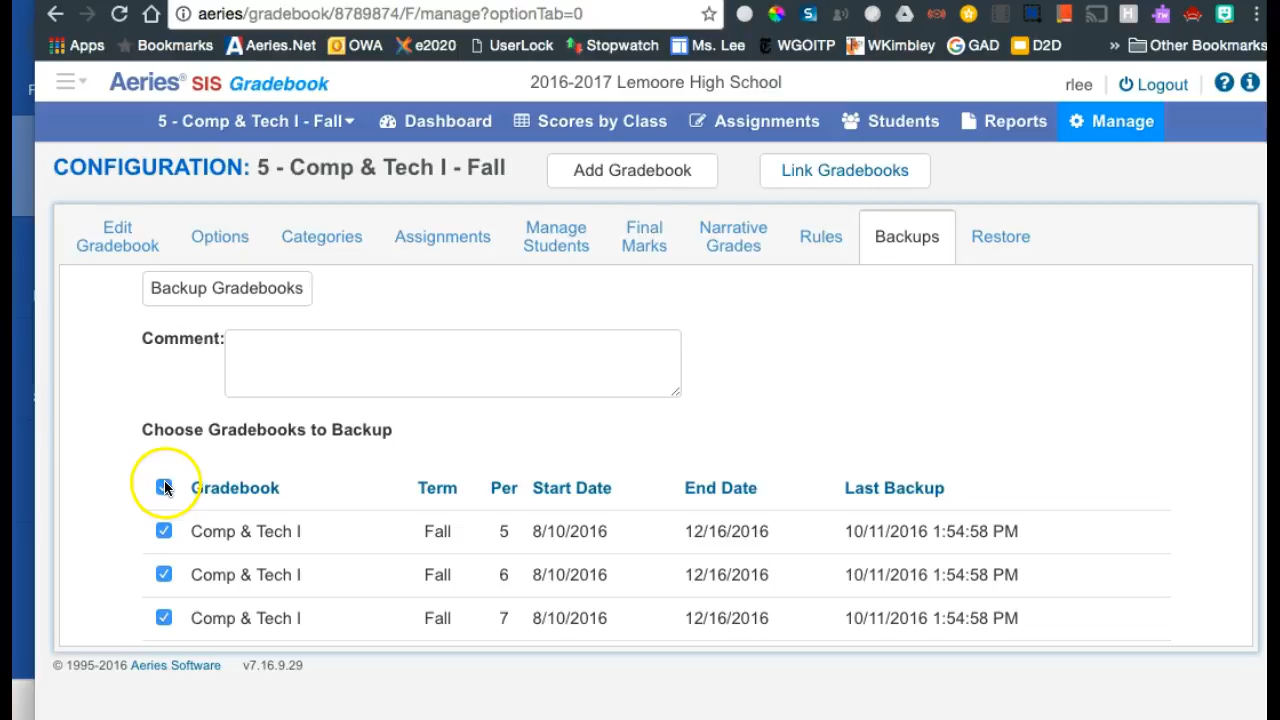 aeries/gradebook/8789874/F/manage?optionTab=0
Apps Bookmarks Aeries.Net OWA e2020 UserLock Stopwatch Ms. Lee WGOITP WKimbley GAD D2D » Other Bookmarks
Aeries® SIS Gradebook 2016-2017 Lemoore High School rlee Logout
5 - Comp & Tech I - Fall Dashboard Scores by Class Assignments Students Reports Manage
CONFIGURATION: 5 - Comp & Tech I - Fall Add Gradebook Link Gradebooks
Edit Gradebook Options Categories Assignments Manage Students Final Marks Narrative Grades Rules Backups Restore
Backup Gradebooks
Comment:
Choose Gradebooks to Backup
Gradebook Term Per Start Date End Date Last Backup
Comp & Tech I Fall 5 8/10/2016 12/16/2016 10/11/2016 1:54:58 PM
Comp & Tech I Fall 6 8/10/2016 12/16/2016 10/11/2016 1:54:58 PM
Comp & Tech I Fall 7 8/10/2016 12/16/2016 10/11/2016 1:54:58 PM
© 1995-2016 Aeries Software v7.16.9.29